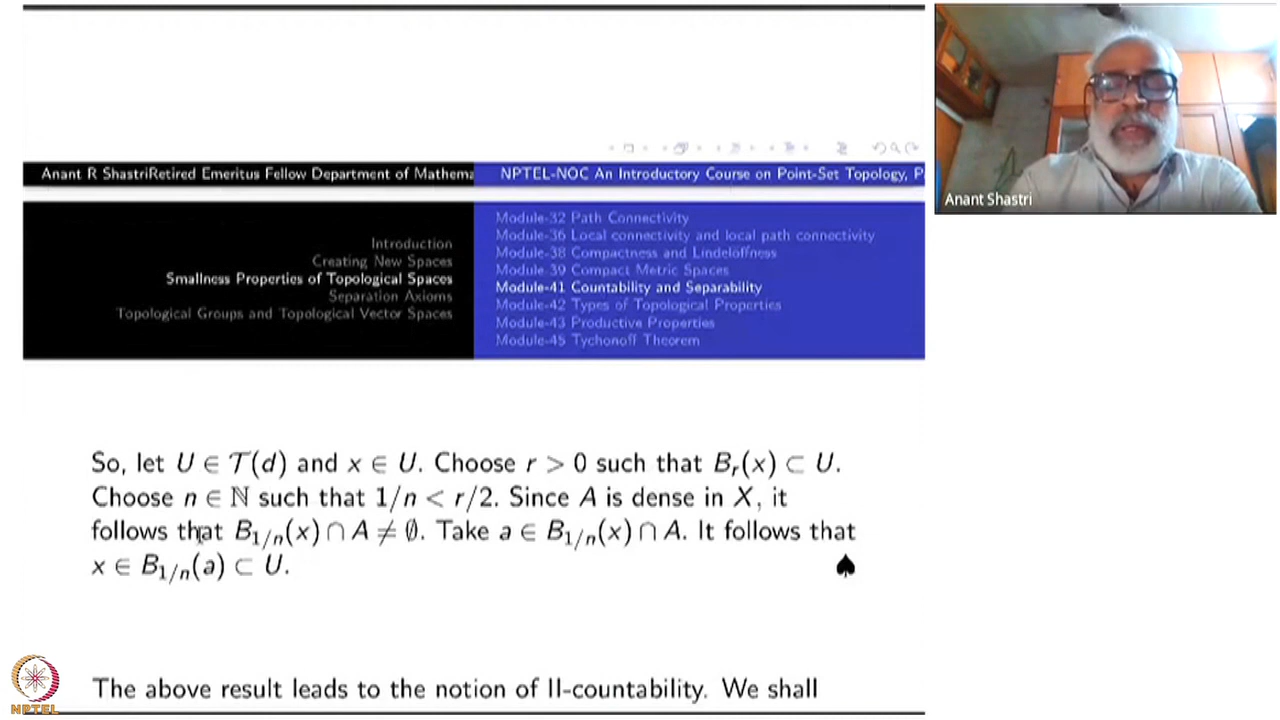 Anant R ShastriRetired Emeritus Fellow Department of Mathema
NPTEL-NOC An Introductory Course on Point-Set Topology, P
Introduction
Creating New Spaces
Smallness Properties of Topological Spaces
Separation Axioms
Topological Groups and Topological Vector Spaces
Module-32 Path Connectivity
Module-36 Local connectivity and local path connectivity
Module-38 Compactness and Lindelöffness
Module-39 Compact Metric Spaces
Module-41 Countability and Separability
Module-42 Types of Topological Properties
Module-43 Productive Properties
Module-45 Tychonoff Theorem
So, let U ∈ 𝒯(d) and x ∈ U. Choose r > 0 such that B_r(x) ⊂ U.
Choose n ∈ ℕ such that 1/n < r/2. Since A is dense in X, it
follows that B_{1/n}(x) ∩ A ≠ ∅. Take a ∈ B_{1/n}(x) ∩ A. It follows that
x ∈ B_{1/n}(a) ⊂ U. ♠
The above result leads to the notion of II-countability. We shall
Anant Shastri
NPTEL